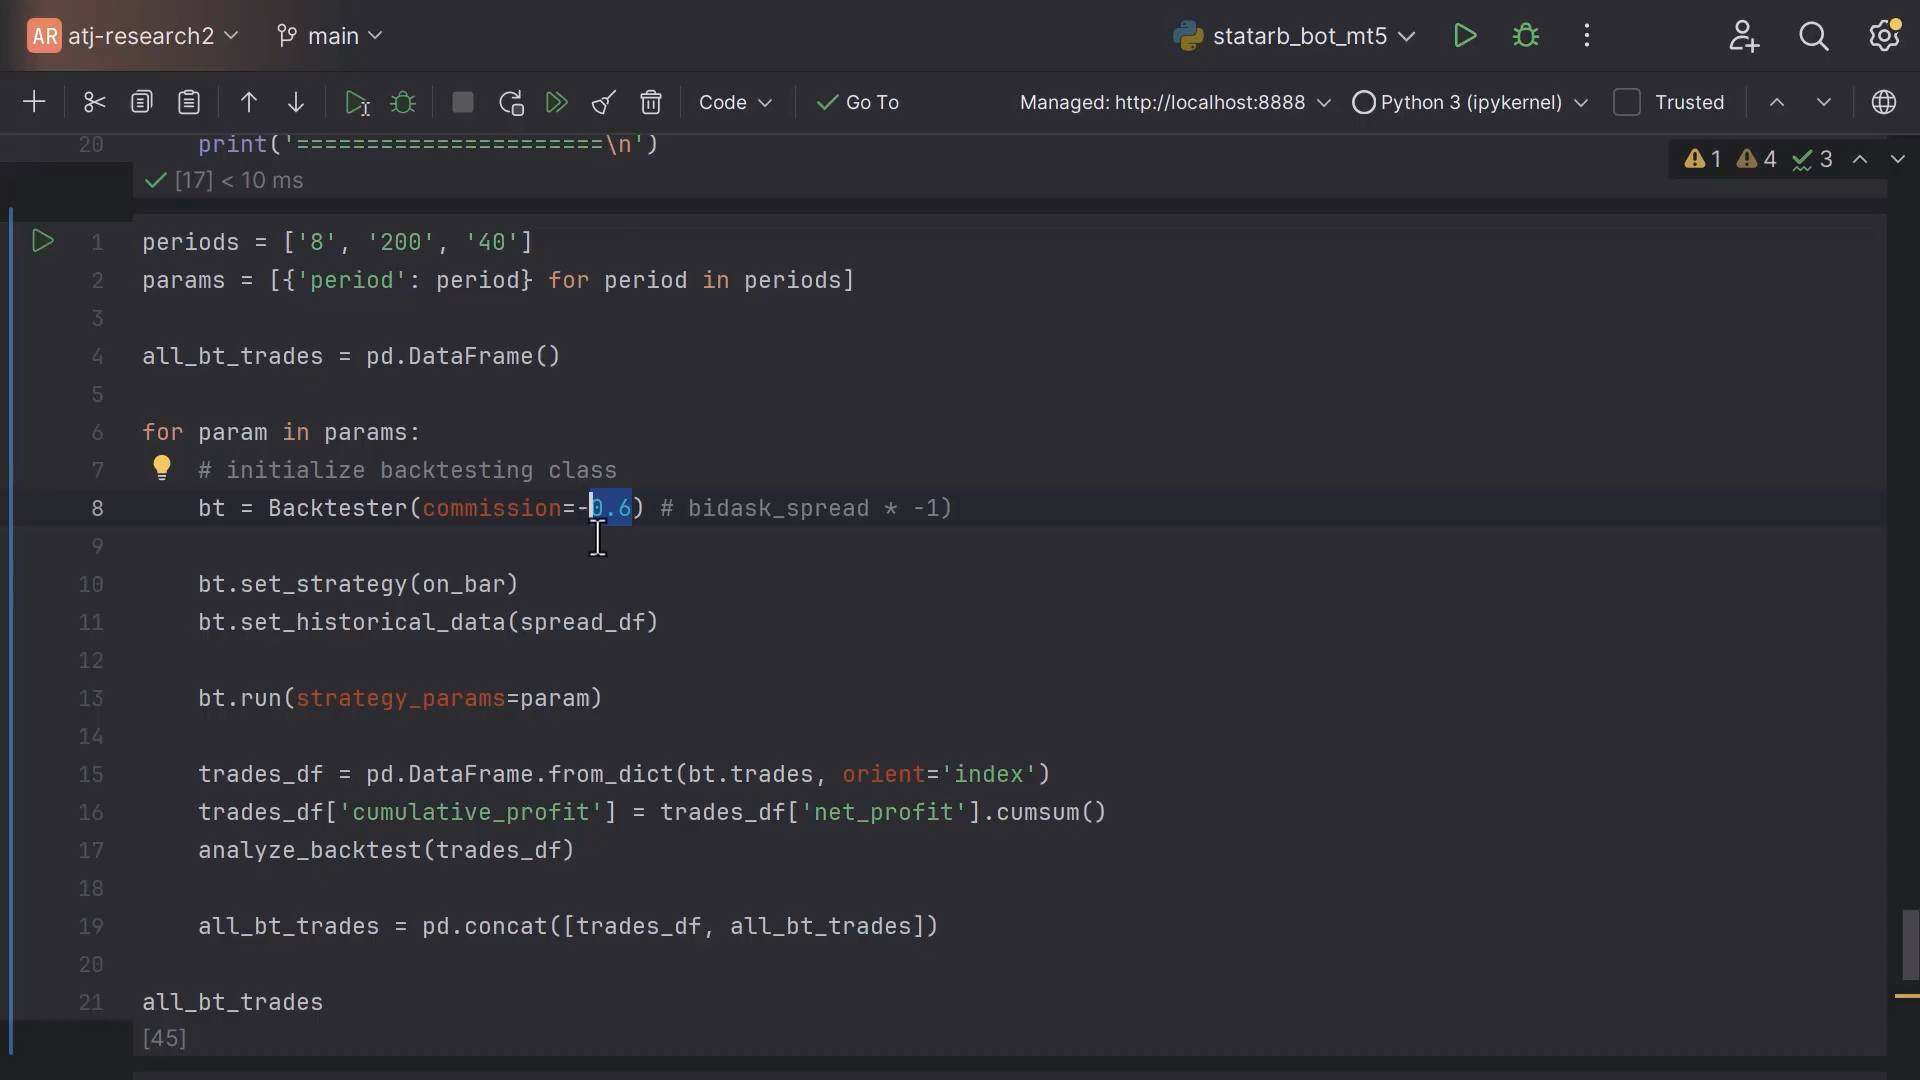 AR atj-research2 main statarb_bot_mt5
Code Go To Managed: http://localhost:8888 Python 3 (ipykernel) Trusted
20 print('======================\n')
[17] < 10 ms
1 4 3
1 periods = ['8', '200', '40']
2 params = [{'period': period} for period in periods]
3
4 all_bt_trades = pd.DataFrame()
5
6 for param in params:
7 # initialize backtesting class
8 bt = Backtester(commission=-0.6) # bidask_spread * -1)
9
10 bt.set_strategy(on_bar)
11 bt.set_historical_data(spread_df)
12
13 bt.run(strategy_params=param)
14
15 trades_df = pd.DataFrame.from_dict(bt.trades, orient='index')
16 trades_df['cumulative_profit'] = trades_df['net_profit'].cumsum()
17 analyze_backtest(trades_df)
18
19 all_bt_trades = pd.concat([trades_df, all_bt_trades])
20
21 all_bt_trades
[45]